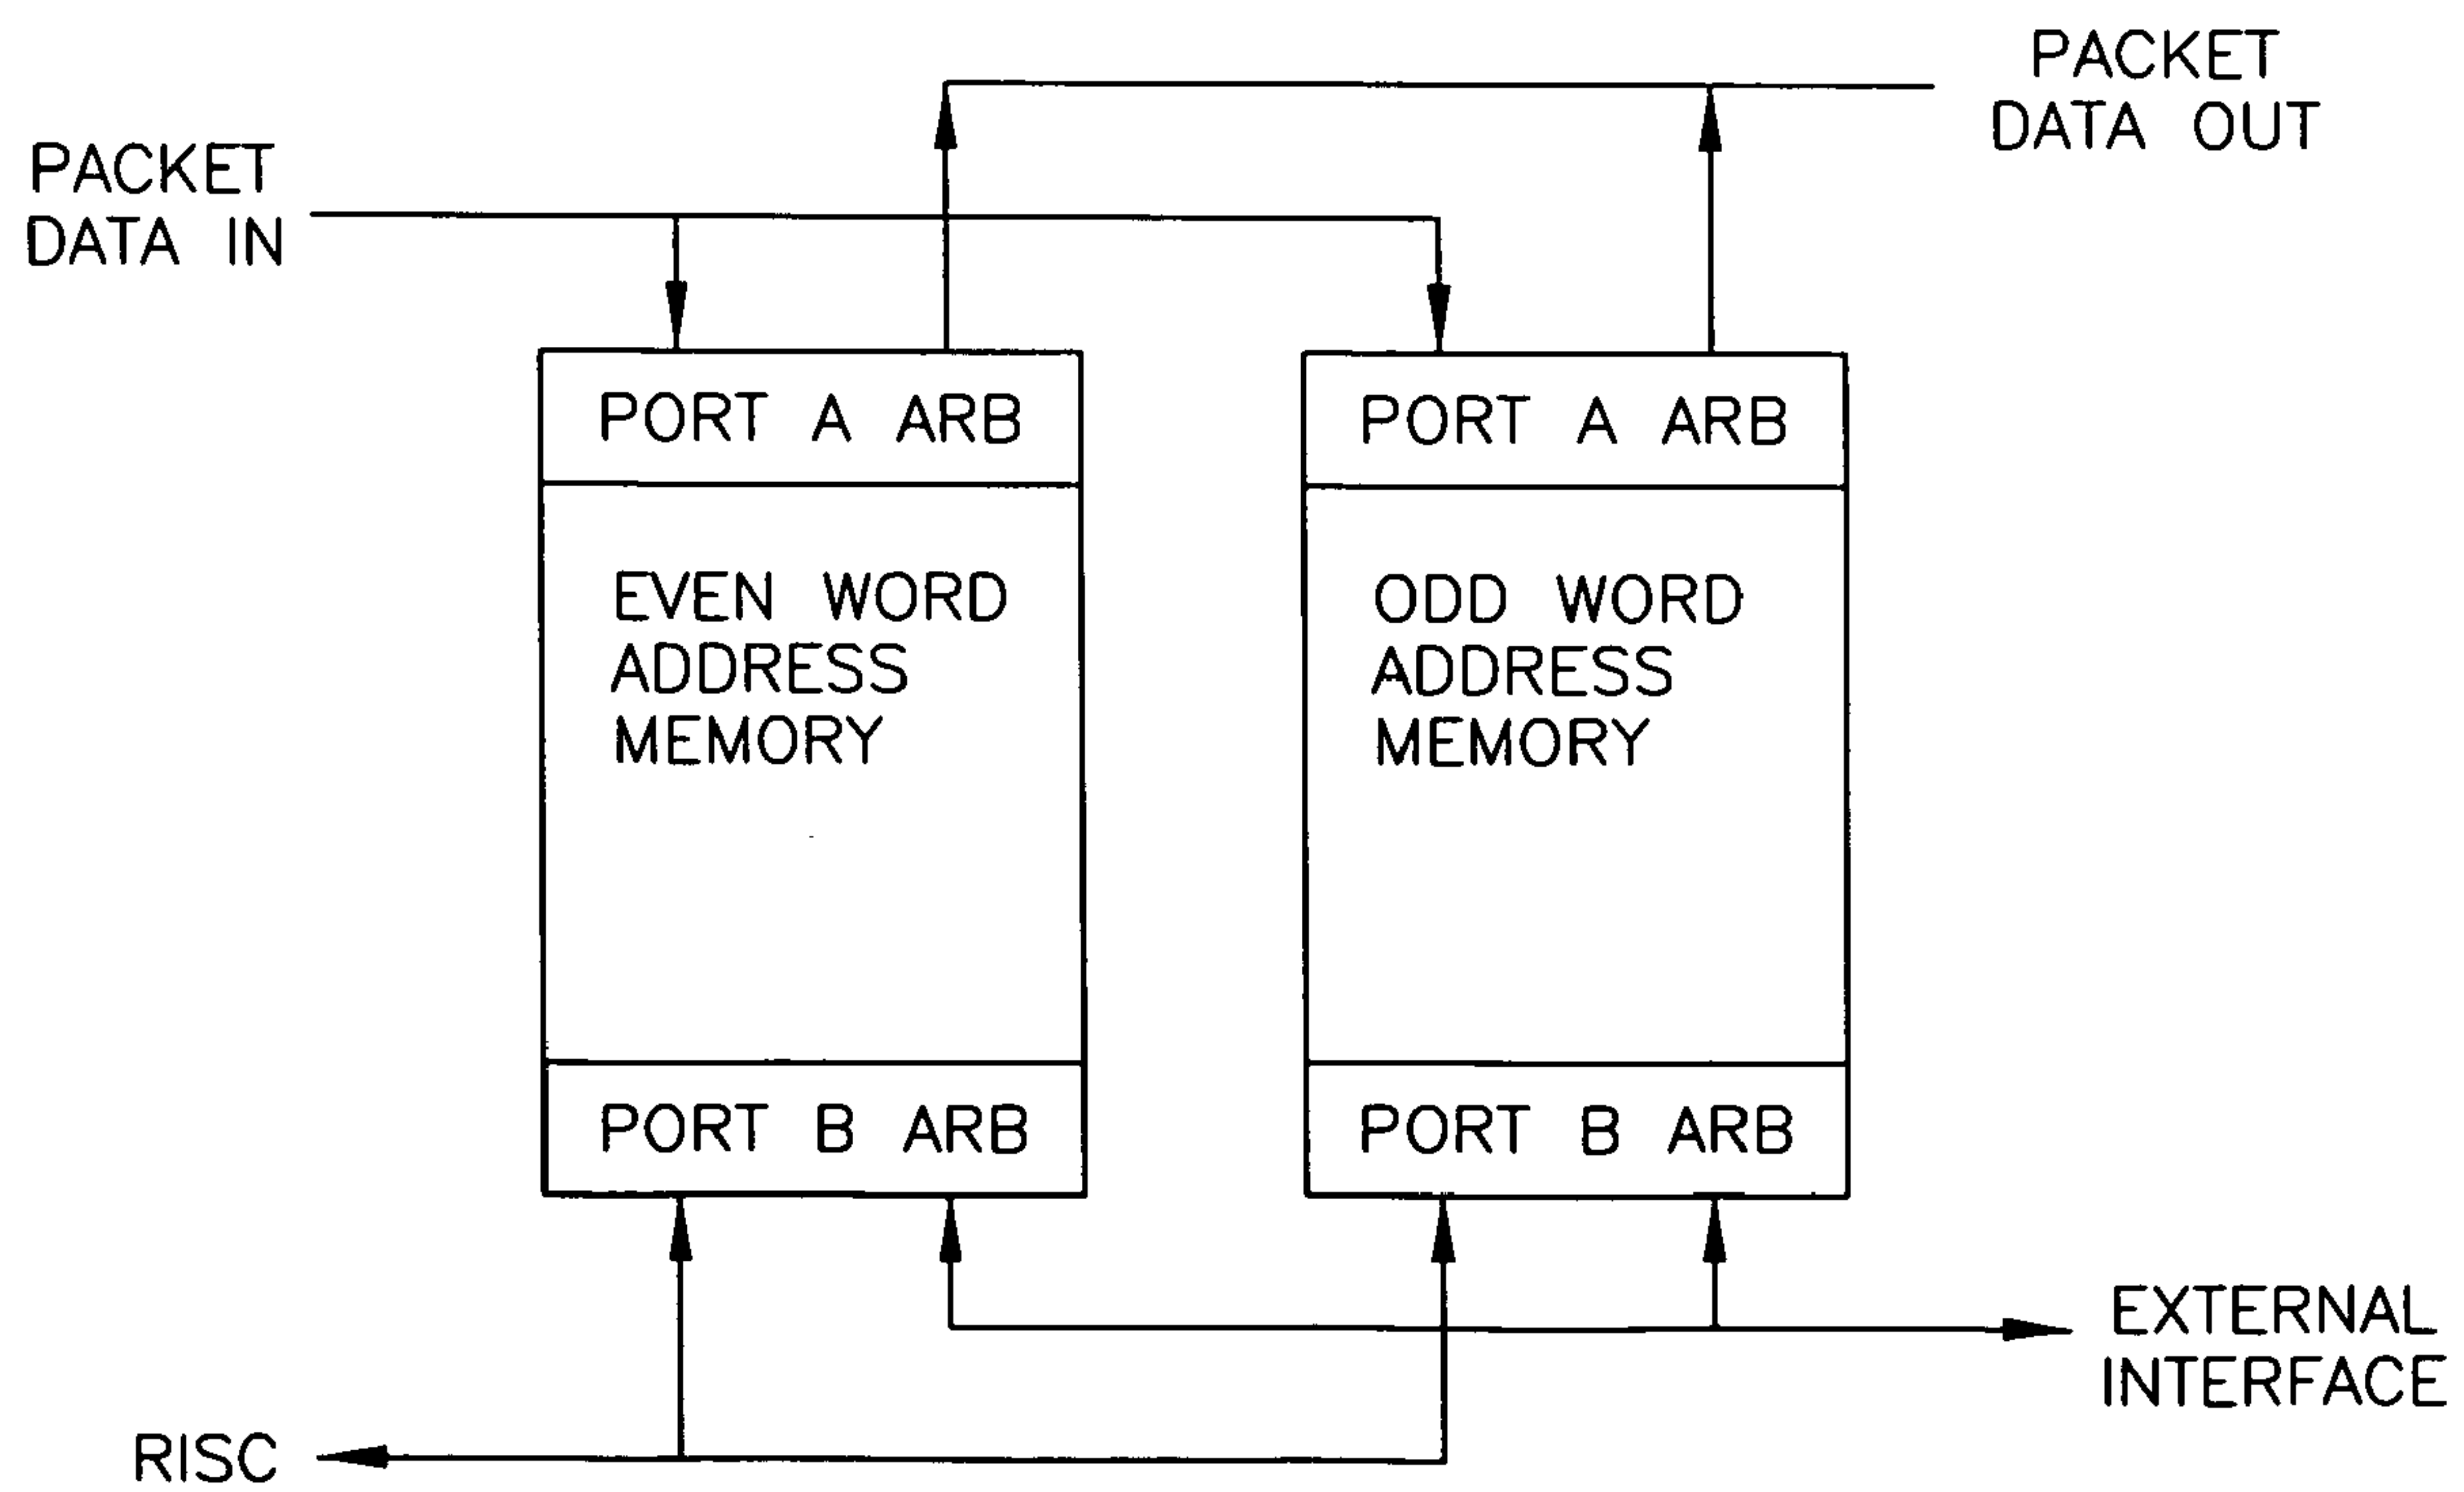 PACKET
DATA OUT
PACKET
DATA IN
PORT A ARB
PORT A ARB
EVEN WORD
ADDRESS
MEMORY
ODD WORD
ADDRESS
MEMORY
PORT B ARB
PORT B ARB
EXTERNAL
INTERFACE
RISC